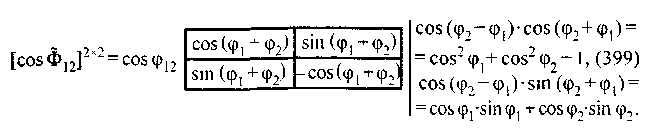 [cos Φ̃₁₂]²ˣ² = cos φ₁₂
cos (φ₁ + φ₂) sin (φ₁ + φ₂)
sin (φ₁ + φ₂) −cos (φ₁ + φ₂)
cos (φ₂ − φ₁) · cos (φ₂ + φ₁) =
= cos² φ₁ + cos² φ₂ − 1, (399)
cos (φ₂ − φ₁) · sin (φ₂ + φ₁) =
= cos φ₁ · sin φ₁ + cos φ₂ · sin φ₂.